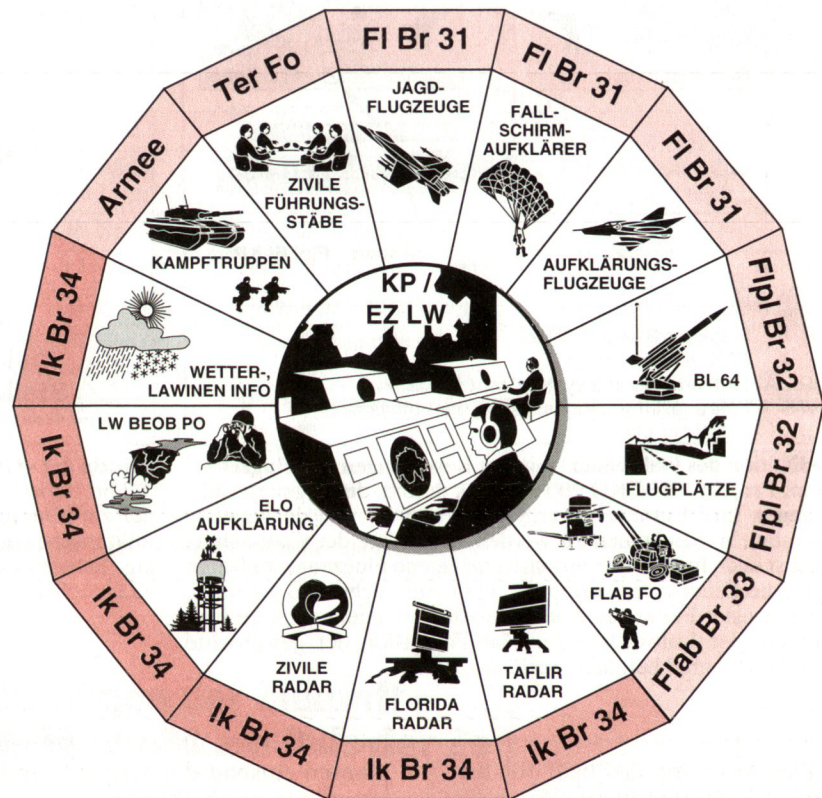 Fl Br 31
JAGD-
FLUGZEUGE
Fl Br 31
FALL-
SCHIRM-
AUFKLÄRER
Fl Br 31
AUFKLÄRUNGS-
FLUGZEUGE
Flpl Br 32
BL 64
Flpl Br 32
FLUGPLÄTZE
Flab Br 33
FLAB FO
Ik Br 34
TAFLIR
RADAR
Ik Br 34
FLORIDA
RADAR
Ik Br 34
ZIVILE
RADAR
Ik Br 34
ELO
AUFKLÄRUNG
Ik Br 34
LW BEOB PO
Ik Br 34
WETTER-,
LAWINEN INFO
Armee
KAMPFTRUPPEN
Ter Fo
ZIVILE
FÜHRUNGS-
STÄBE
KP /
EZ LW